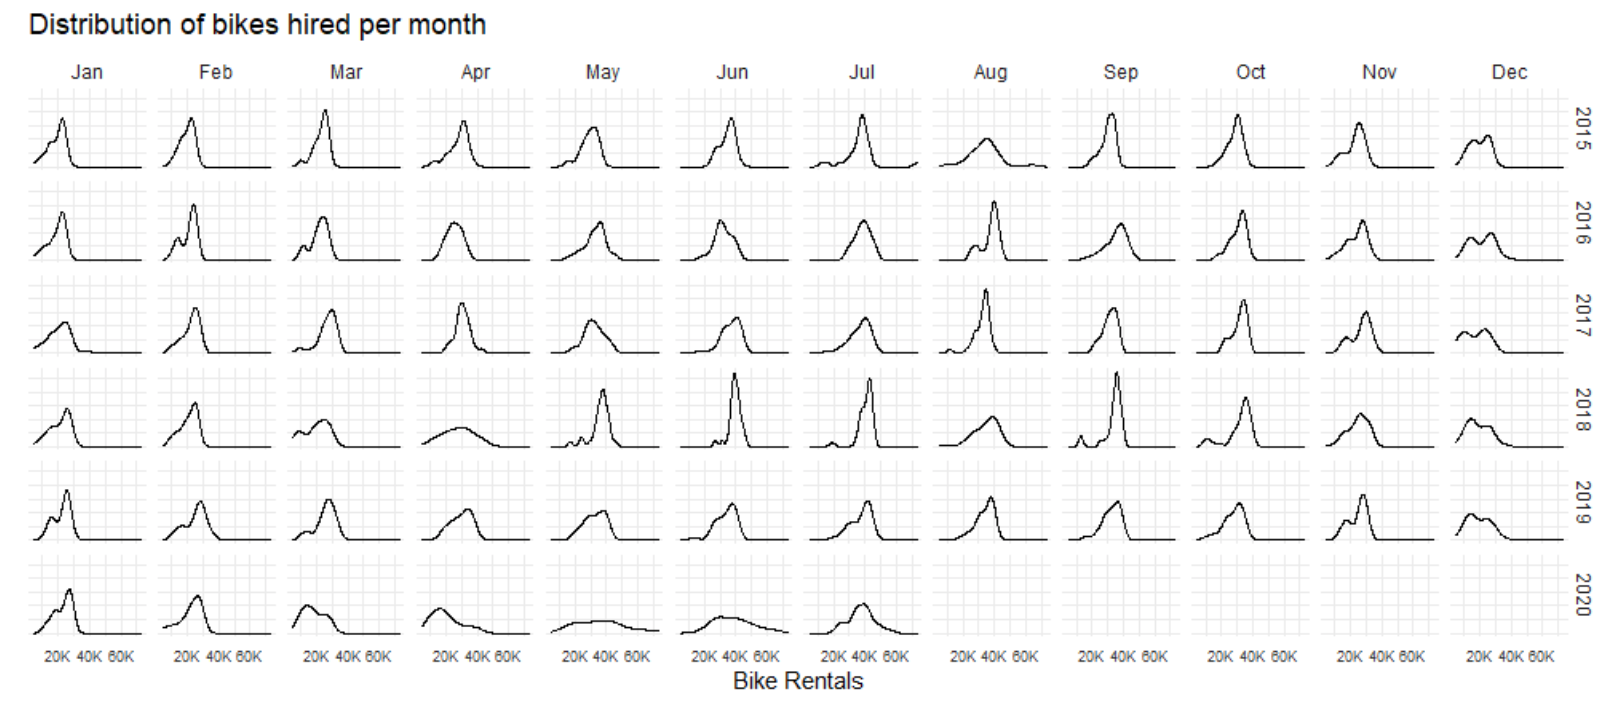 Distribution of bikes hired per month
Jan Feb Mar Apr May Jun Jul Aug Sep Oct Nov Dec
2015
2016
2017
2018
2019
2020
20K 40K 60K 20K 40K 60K 20K 40K 60K 20K 40K 60K 20K 40K 60K 20K 40K 60K 20K 40K 60K 20K 40K 60K 20K 40K 60K 20K 40K 60K 20K 40K 60K 20K 40K 60K
Bike Rentals